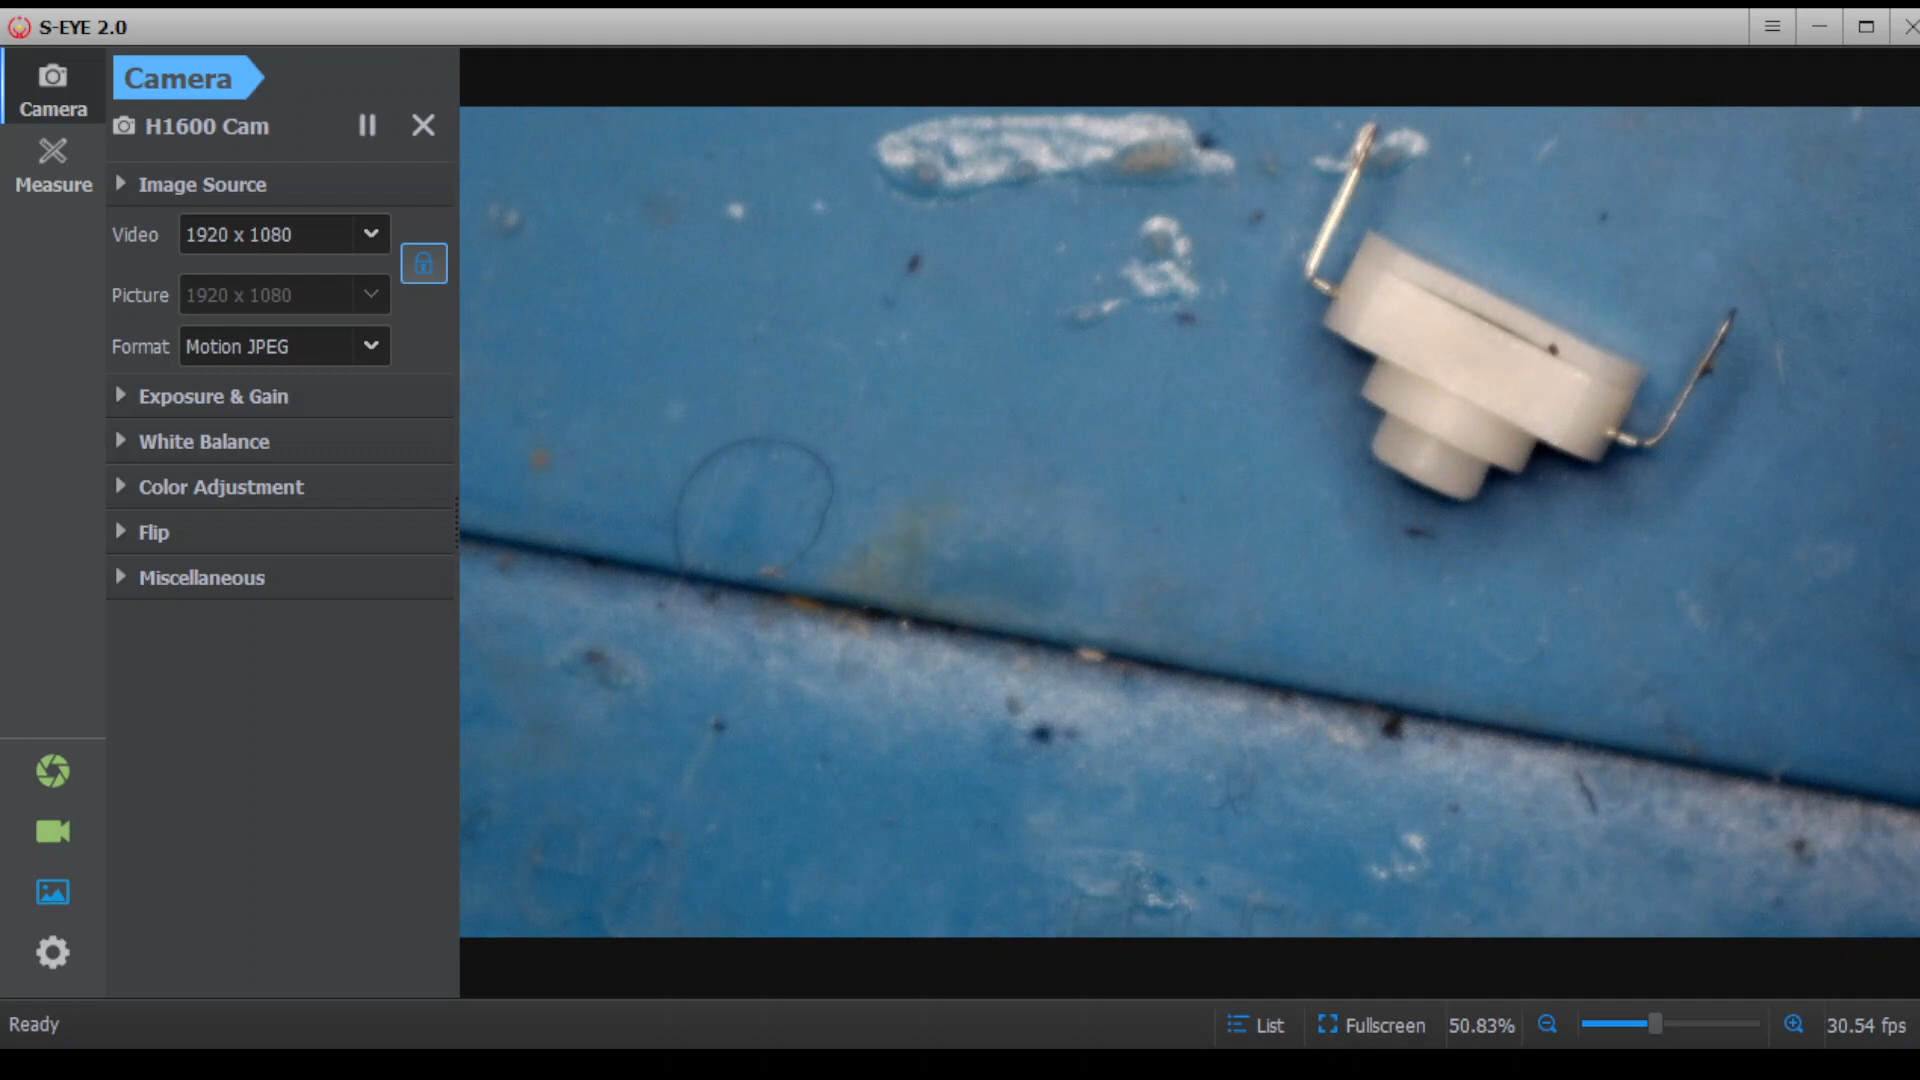 S-EYE 2.0
Camera
Camera
H1600 Cam
Measure
Image Source
Video 1920 x 1080
Picture 1920 x 1080
Format Motion JPEG
Exposure & Gain
White Balance
Color Adjustment
Flip
Miscellaneous
Ready List Fullscreen 50.83% 30.54 fps